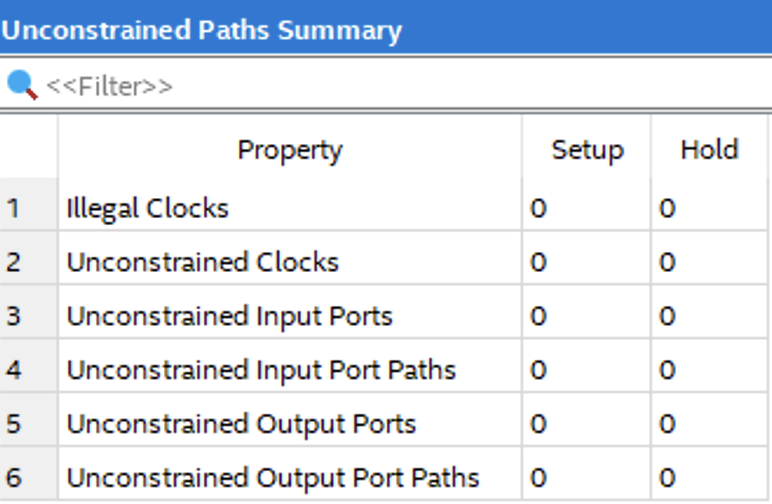 Unconstrained Paths Summary
<<Filter>>
Property Setup Hold
1 Illegal Clocks 0 0
2 Unconstrained Clocks 0 0
3 Unconstrained Input Ports 0 0
4 Unconstrained Input Port Paths 0 0
5 Unconstrained Output Ports 0 0
6 Unconstrained Output Port Paths 0 0